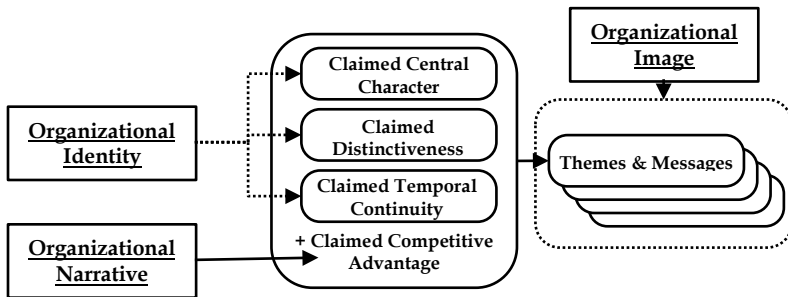 Organizational
Image
Claimed Central
Character
Organizational
Identity
Claimed
Distinctiveness
Themes & Messages
Claimed Temporal
Continuity
Organizational
Narrative
+ Claimed Competitive
Advantage